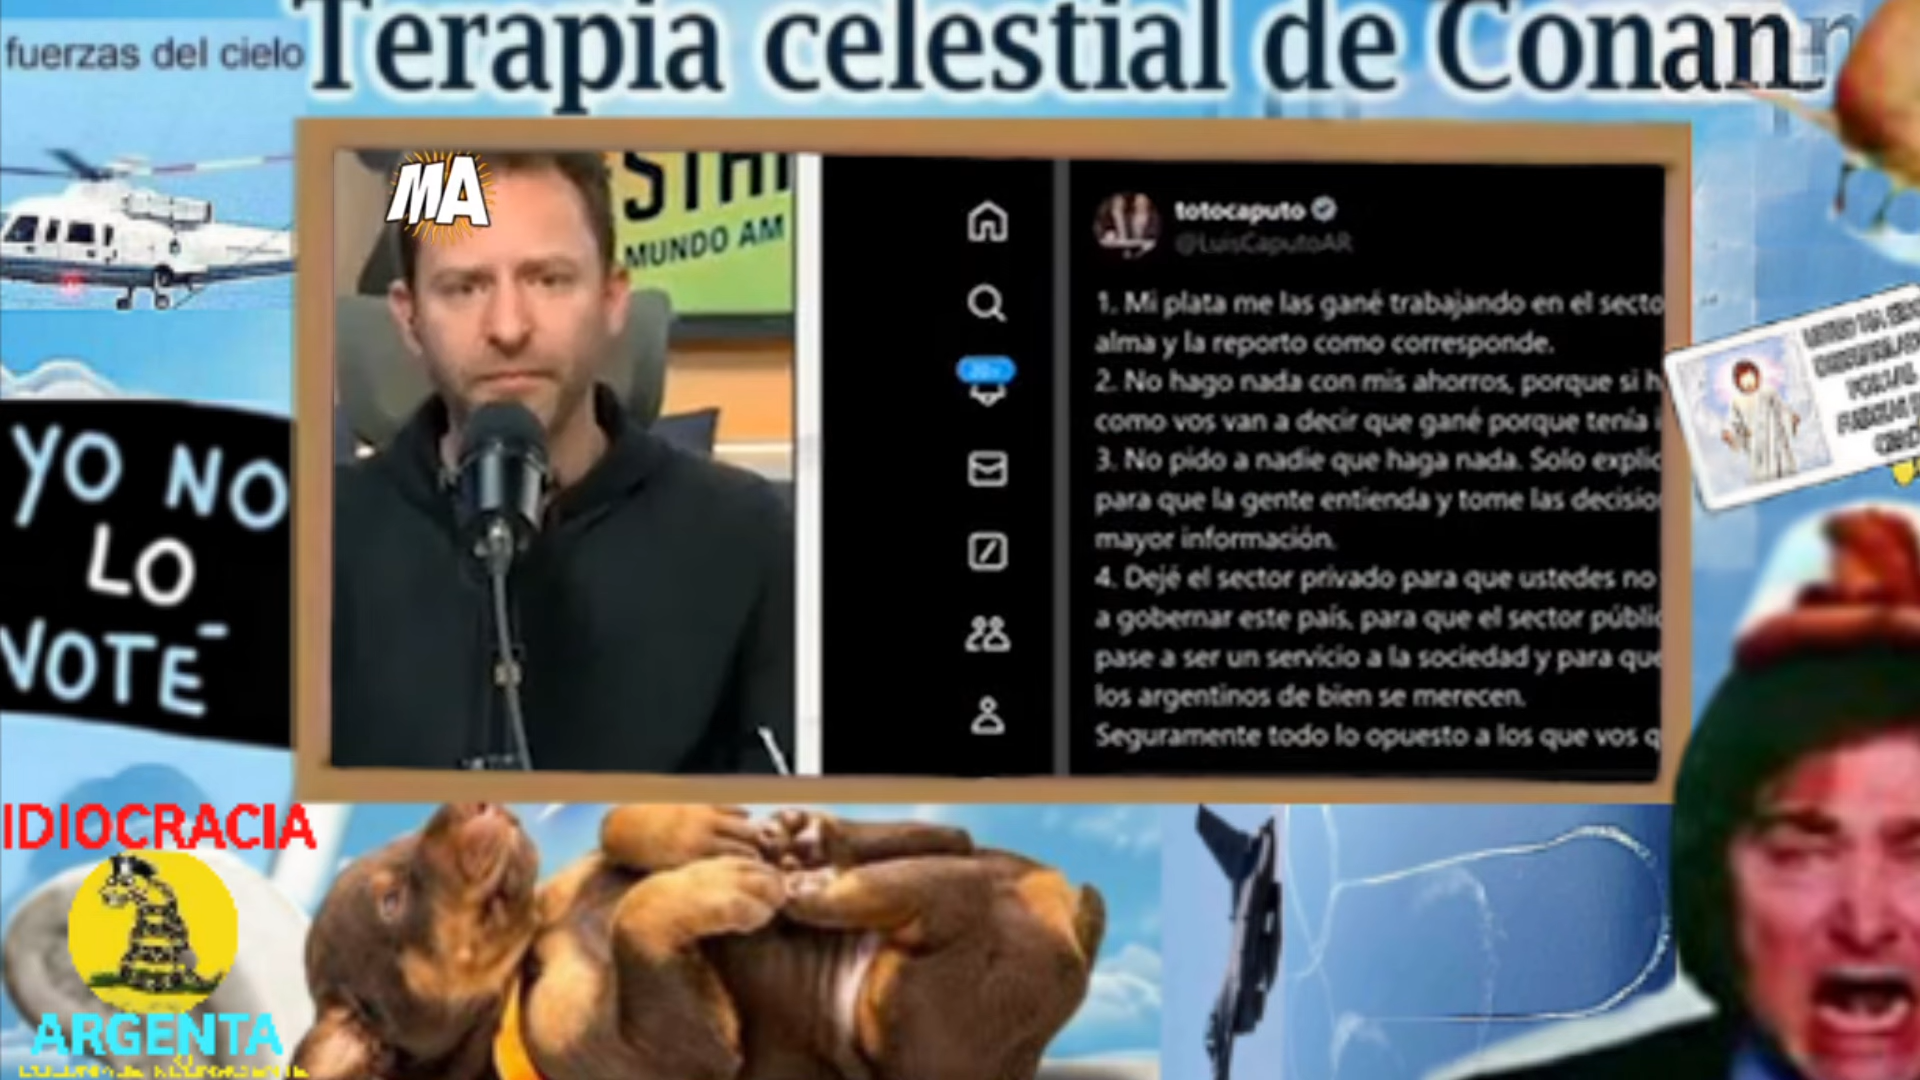 Terapia celestial de Conan
fuerzas del cielo
MA
STA
MUNDO AM
totocaputo
@LuisCaputoAR
1. Mi plata me las gané trabajando en el secto
alma y la reporto como corresponde.
2. No hago nada con mis ahorros, porque si h
como vos van a decir que gané porque tenía
3. No pido a nadie que haga nada. Solo explic
para que la gente entienda y tome las decisio
mayor información.
4. Dejé el sector privado para que ustedes no
a gobernar este país, para que el sector públic
pase a ser un servicio a la sociedad y para que
los argentinos de bien se merecen.
Seguramente todo lo opuesto a los que vos q
YO NO
LO
VOTÉ
IDIOCRACIA
ARGENTA